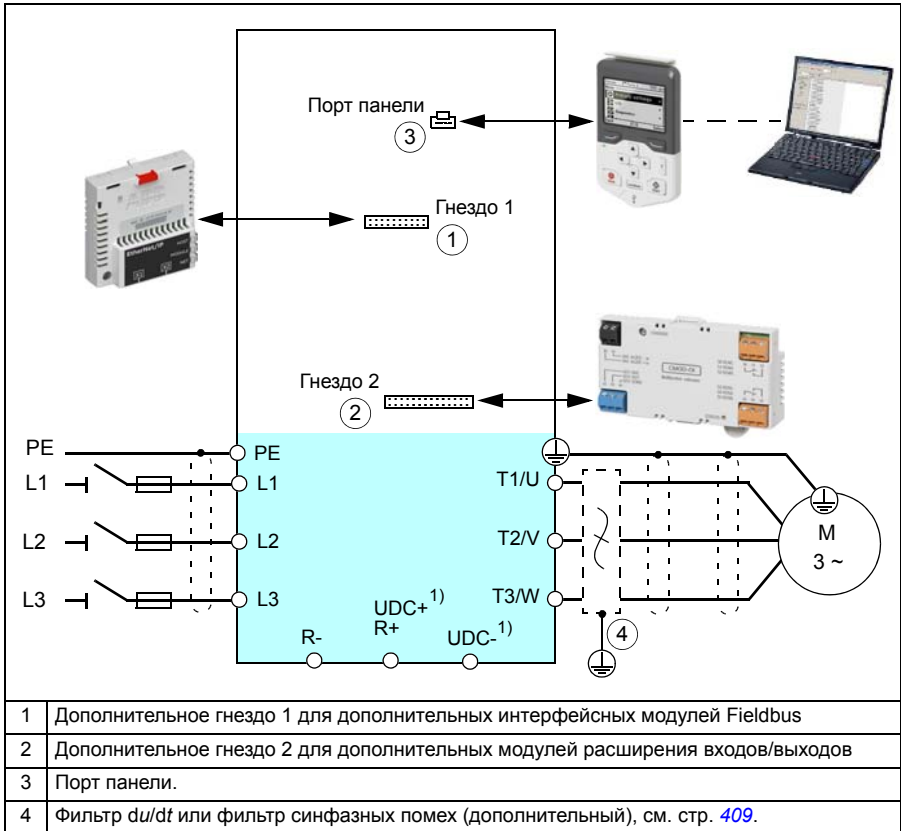 Порт панели
3
Гнездо 1
1
EtherNet/IP
Гнездо 2
2
PE
PE
L1
L1
T1/U
L2
L2
T2/V
M
3 ~
L3
L3
T3/W
R-
UDC+ 1)
R+
UDC- 1)
4
1 Дополнительное гнездо 1 для дополнительных интерфейсных модулей Fieldbus
2 Дополнительное гнездо 2 для дополнительных модулей расширения входов/выходов
3 Порт панели.
4 Фильтр du/dt или фильтр синфазных помех (дополнительный), см. стр. 409.